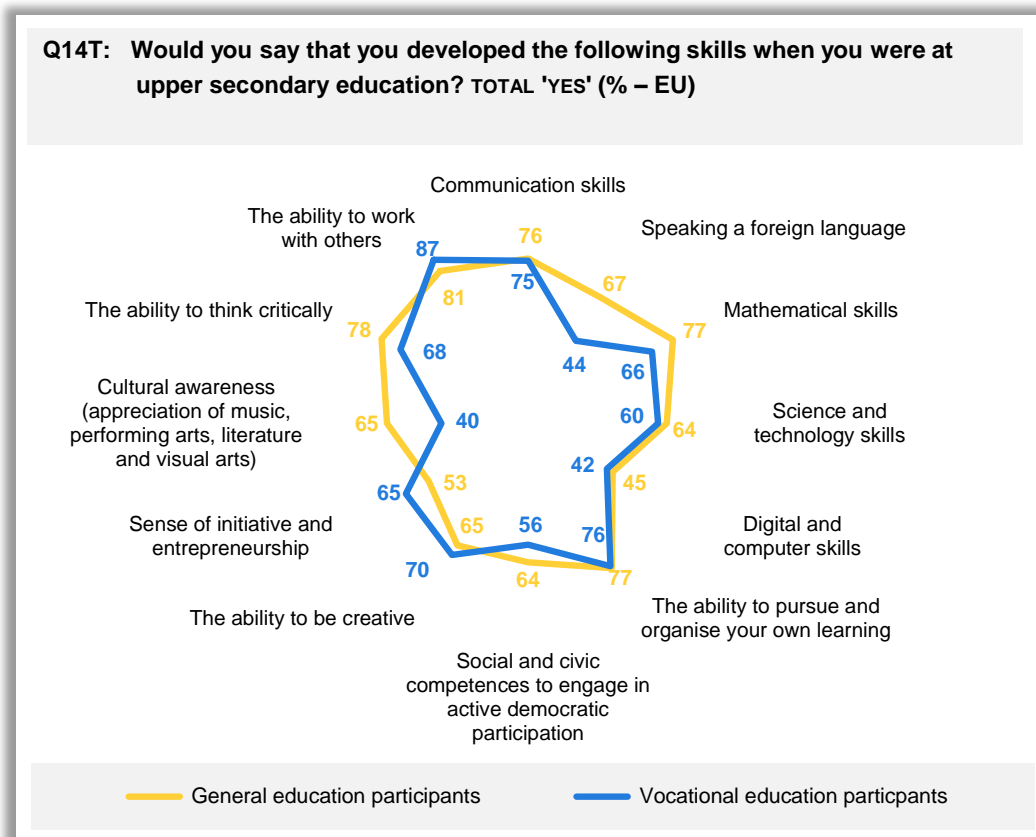 Q14T: Would you say that you developed the following skills when you were at
upper secondary education? TOTAL 'YES' (% – EU)
Communication skills
The ability to work
with others
Speaking a foreign language
87
76
75
67
81
The ability to think critically
Mathematical skills
78
77
68
44
66
Cultural awareness
(appreciation of music,
performing arts, literature
and visual arts)
65
40
60
64
Science and
technology skills
42
45
53
65
Sense of initiative and
entrepreneurship
Digital and
computer skills
65
56
76
70
64
77
The ability to be creative
The ability to pursue and
organise your own learning
Social and civic
competences to engage in
active democratic
participation
General education participants
Vocational education particpants